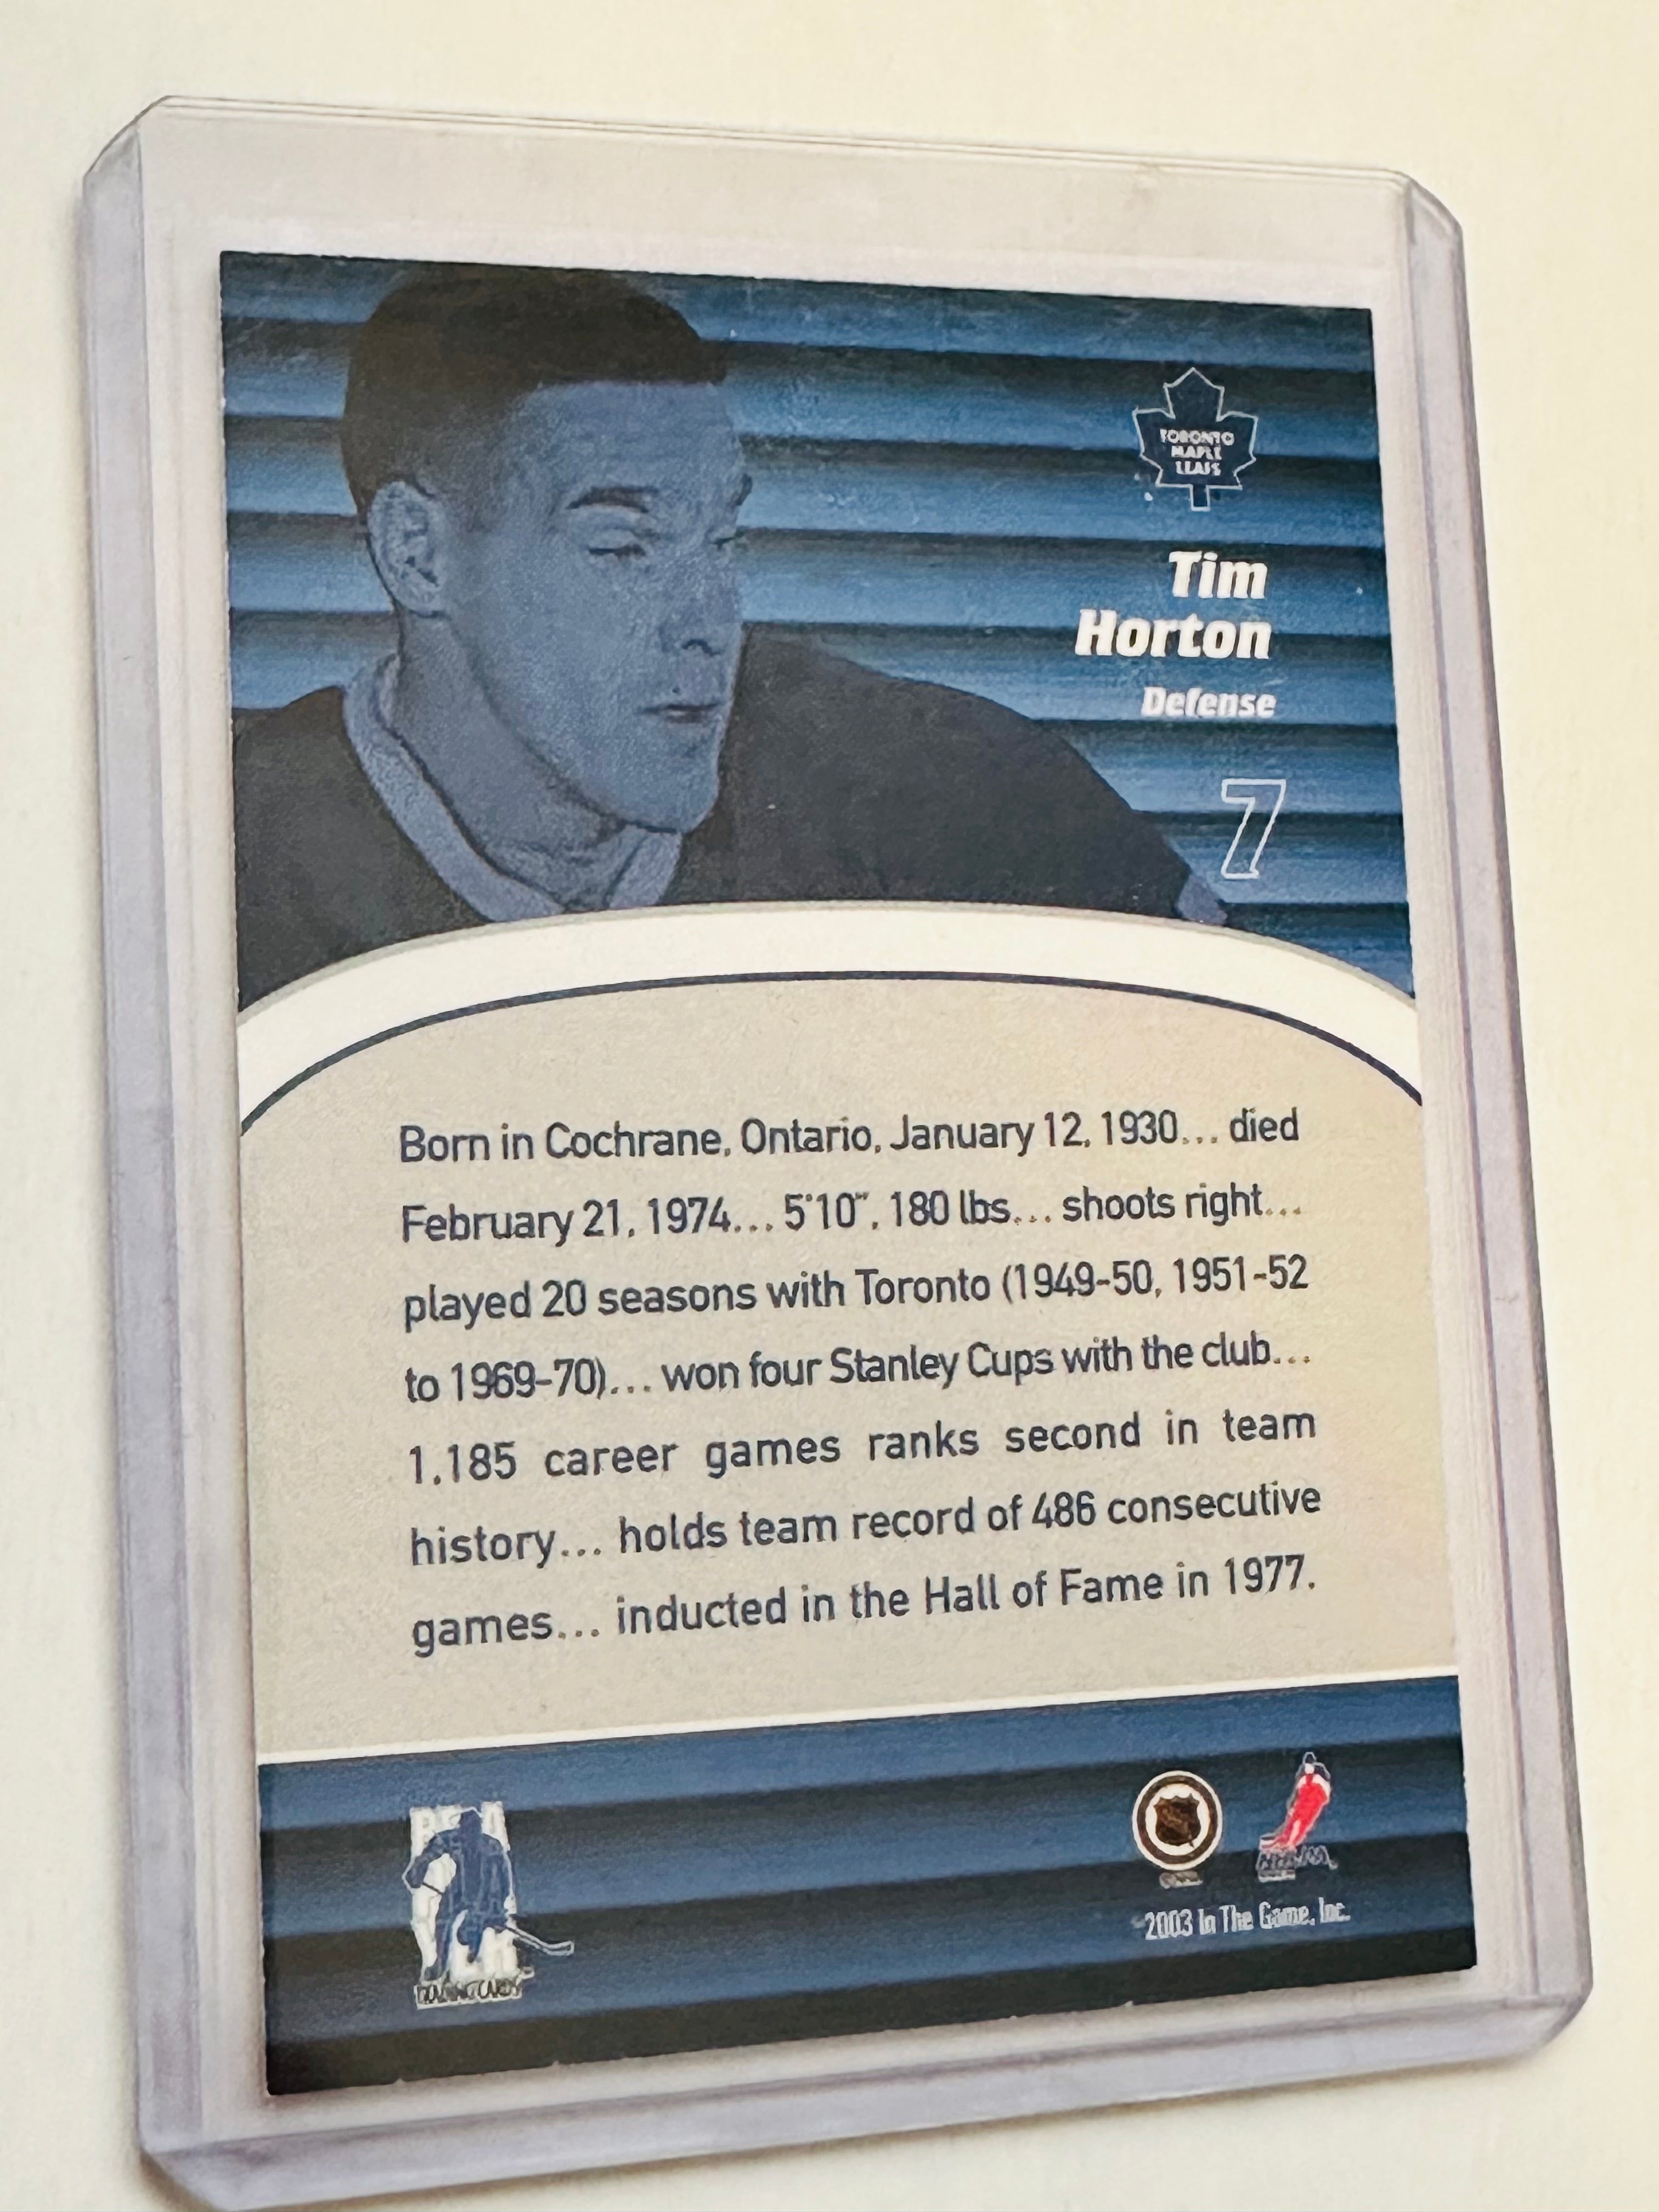 TORONTO
MAPLE
LEAFS
Tim
Horton
Defense
7
Born in Cochrane, Ontario, January 12, 1930... died
February 21, 1974... 5'10", 180 lbs... shoots right...
played 20 seasons with Toronto (1949-50, 1951-52
to 1969-70)... won four Stanley Cups with the club...
1,185 career games ranks second in team
history... holds team record of 486 consecutive
games... inducted in the Hall of Fame in 1977.
TRADING CARDS
2003 In The Game, Inc.